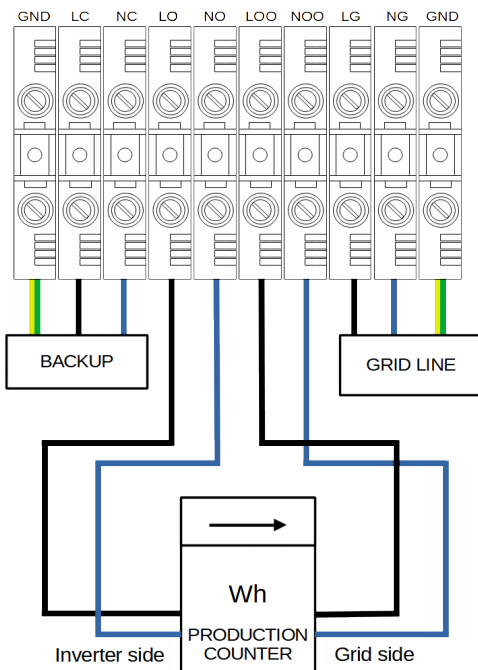 GND LC NC LO NO LOO NOO LG NG GND
BACKUP
GRID LINE
Wh
PRODUCTION
COUNTER
Inverter side
Grid side